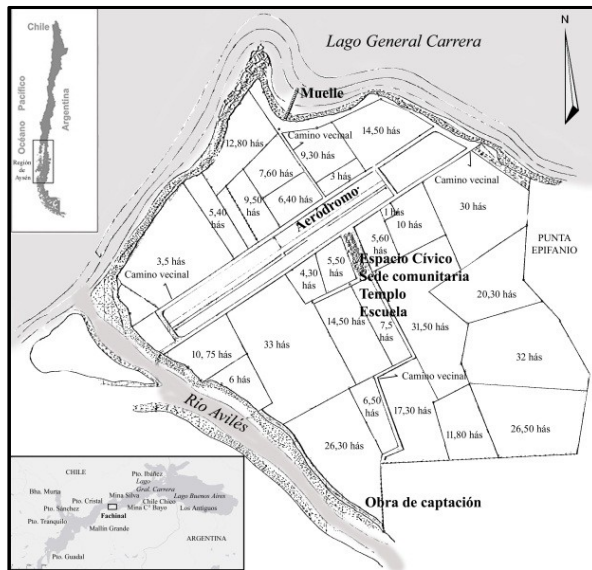 Chile
Océano Pacífico
Argentina
Región
de
Aysén
Lago General Carrera
N
Muelle
Camino vecinal
14,50 hás
12,80 hás
9,30 hás
7,60 hás
3 hás
Camino vecinal
5,40
hás
9,50
hás
6,40 hás
Aeródromo
30 hás
1 hás
10 hás
5,60
hás
PUNTA
EPIFANIO
3,5 hás
Camino vecinal
4,30
hás
5,50
hás
Espacio Cívico
Sede comunitaria
Templo
Escuela
20,30 hás
14,50 hás
7,5
hás
31,50 hás
33 hás
10, 75 hás
32 hás
6 hás
Camino vecinal
Río Avilés
6,50
hás
17,30 hás
26,30 hás
11,80 hás
26,50 hás
Obra de captación
CHILE
Pto. Ibáñez
Lago
Gral. Carrera
Bha. Murta
Mina Silva
Lago Buenos Aires
Pto. Cristal
Chile Chico
Pto. Sánchez
Fachinal
Mina Cº Bayo
Los Antiguos
Pto. Tranquilo
Mallín Grande
ARGENTINA
Pto. Guadal